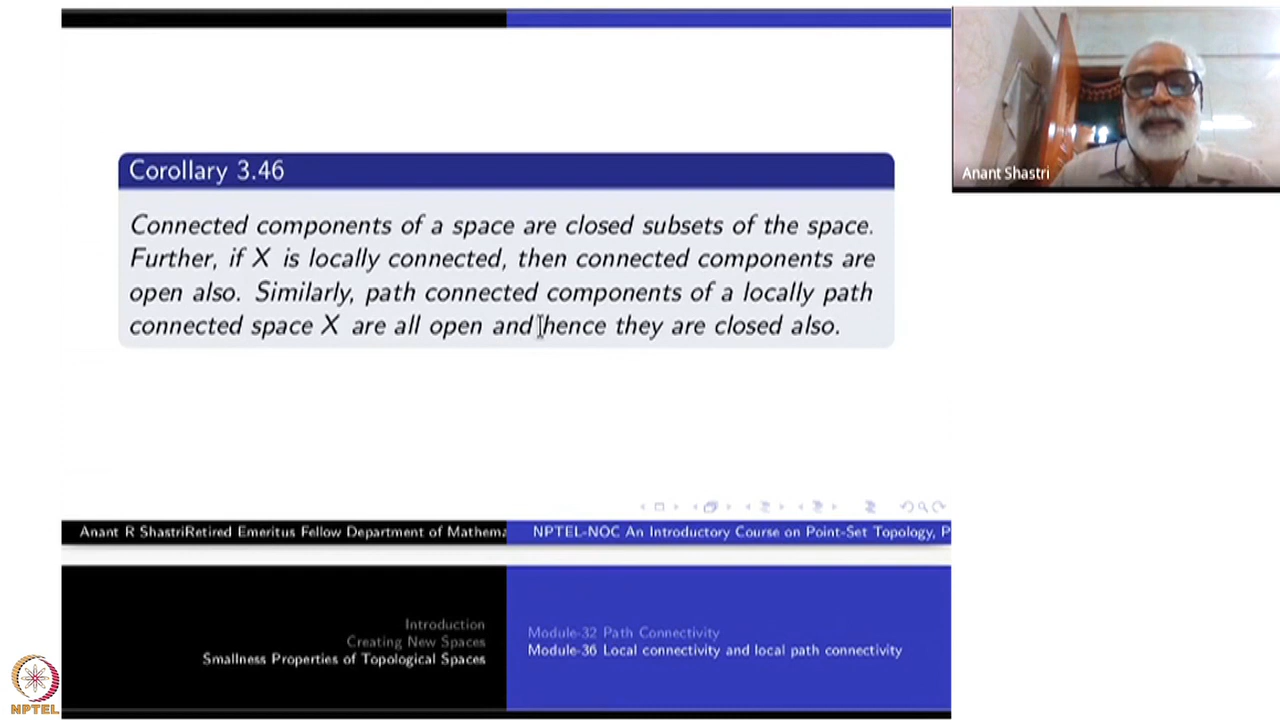 Corollary 3.46
Connected components of a space are closed subsets of the space.
Further, if X is locally connected, then connected components are
open also. Similarly, path connected components of a locally path
connected space X are all open and hence they are closed also.
Anant Shastri
Anant R ShastriRetired Emeritus Fellow Department of Mathema
NPTEL-NOC An Introductory Course on Point-Set Topology, P
Introduction
Creating New Spaces
Smallness Properties of Topological Spaces
Module-32 Path Connectivity
Module-36 Local connectivity and local path connectivity
NPTEL